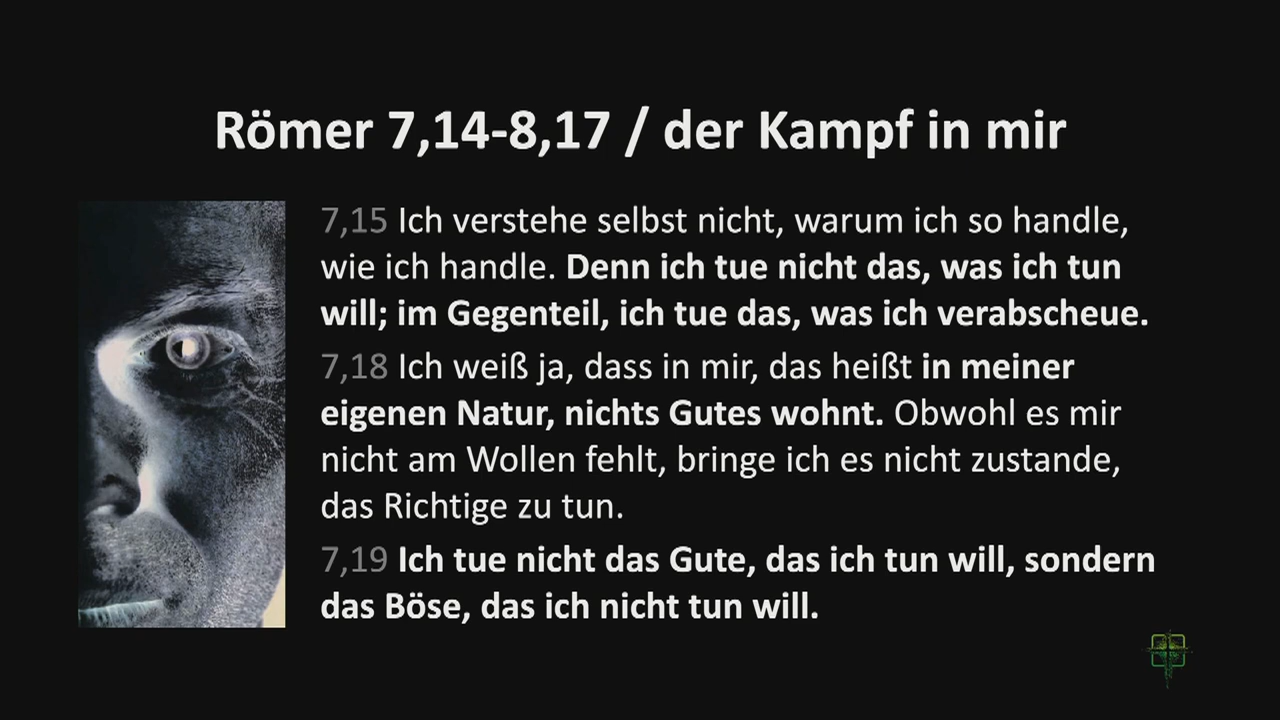 Römer 7,14-8,17 / der Kampf in mir
7,15 Ich verstehe selbst nicht, warum ich so handle,
wie ich handle. Denn ich tue nicht das, was ich tun
will; im Gegenteil, ich tue das, was ich verabscheue.
7,18 Ich weiß ja, dass in mir, das heißt in meiner
eigenen Natur, nichts Gutes wohnt. Obwohl es mir
nicht am Wollen fehlt, bringe ich es nicht zustande,
das Richtige zu tun.
7,19 Ich tue nicht das Gute, das ich tun will, sondern
das Böse, das ich nicht tun will.